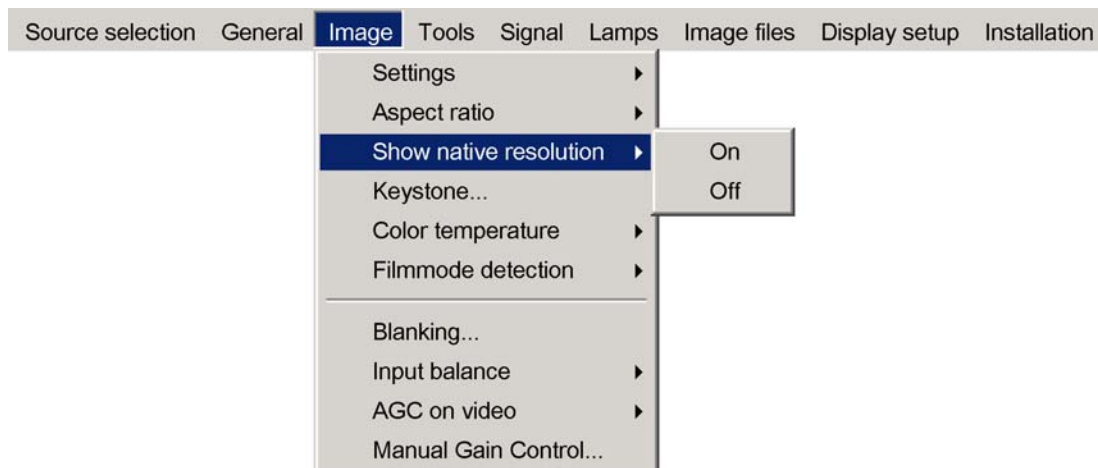 Source selection General Image Tools Signal Lamps Image files Display setup Installation
Settings
Aspect ratio
Show native resolution On
Keystone... Off
Color temperature
Filmmode detection
Blanking...
Input balance
AGC on video
Manual Gain Control...